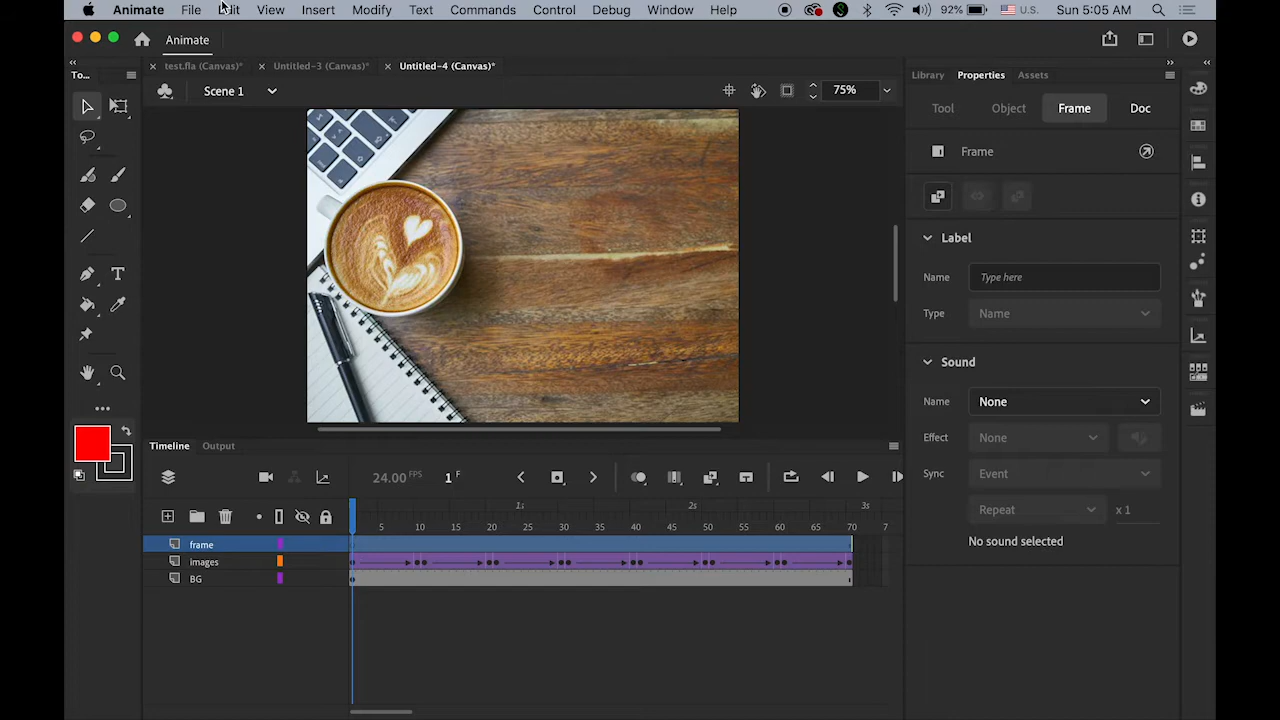 Animate File Edit View Insert Modify Text Commands Control Debug Window Help 92% U.S. Sun 5:05 AM
Animate
test.fla (Canvas)* Untitled-3 (Canvas)* Untitled-4 (Canvas)*
To...
Scene 1 75%
Library Properties Assets
Tool Object Frame Doc
Frame
Label
Name Type here
Type Name
Sound
Name None
Effect None
Sync Event
Repeat x 1
No sound selected
Timeline Output
24.00 FPS 1 F
1s 2s 3s
5 10 15 20 25 30 35 40 45 50 55 60 65 70 7
frame
images
BG